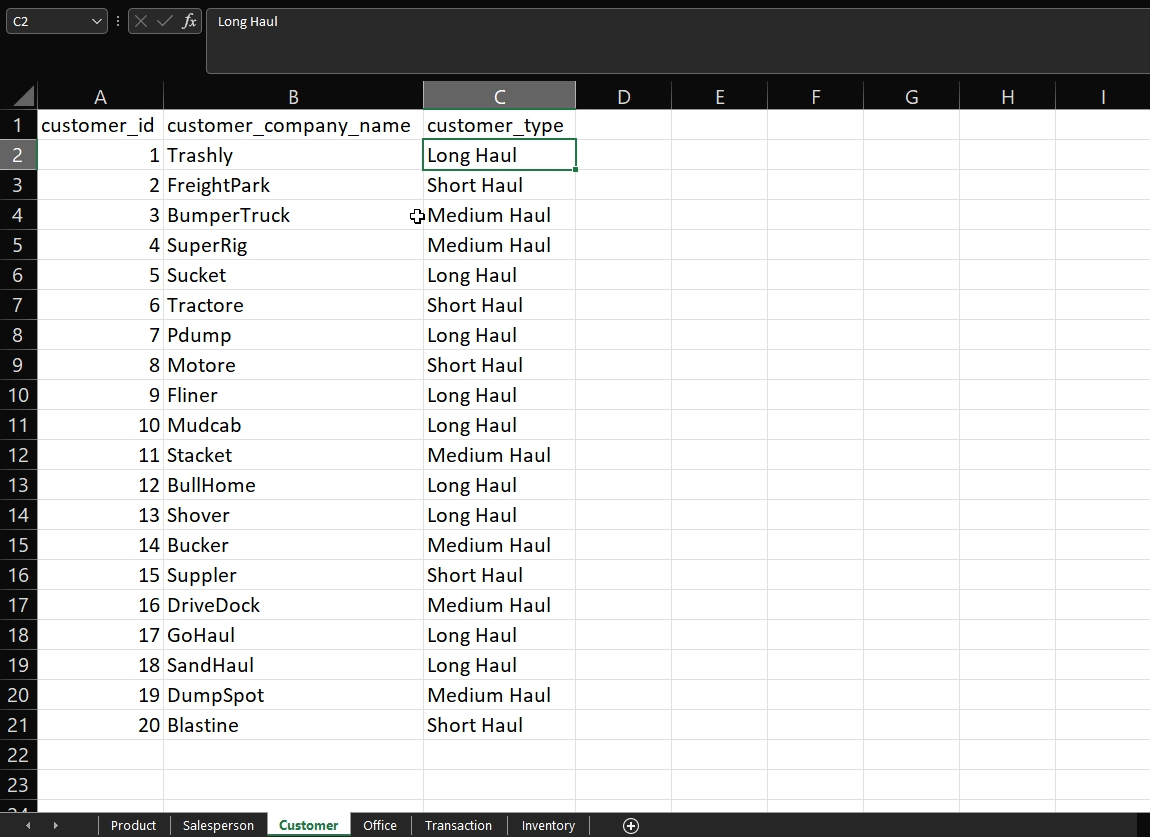 C2 fx Long Haul
A B C D E F G H I
1 customer_id customer_company_name customer_type
2 1 Trashly Long Haul
3 2 FreightPark Short Haul
4 3 BumperTruck Medium Haul
5 4 SuperRig Medium Haul
6 5 Sucket Long Haul
7 6 Tractore Short Haul
8 7 Pdump Long Haul
9 8 Motore Short Haul
10 9 Fliner Long Haul
11 10 Mudcab Long Haul
12 11 Stacket Medium Haul
13 12 BullHome Long Haul
14 13 Shover Long Haul
15 14 Bucker Medium Haul
16 15 Suppler Short Haul
17 16 DriveDock Medium Haul
18 17 GoHaul Long Haul
19 18 SandHaul Long Haul
20 19 DumpSpot Medium Haul
21 20 Blastine Short Haul
22
23
24
Product Salesperson Customer Office Transaction Inventory